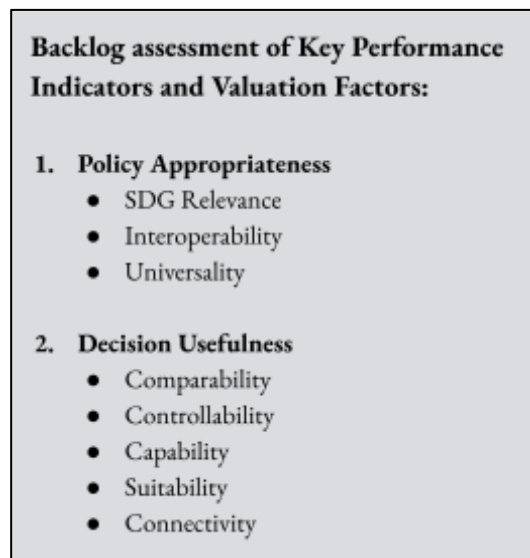 Backlog assessment of Key Performance
Indicators and Valuation Factors:
1. Policy Appropriateness
● SDG Relevance
● Interoperability
● Universality
2. Decision Usefulness
● Comparability
● Controllability
● Capability
● Suitability
● Connectivity